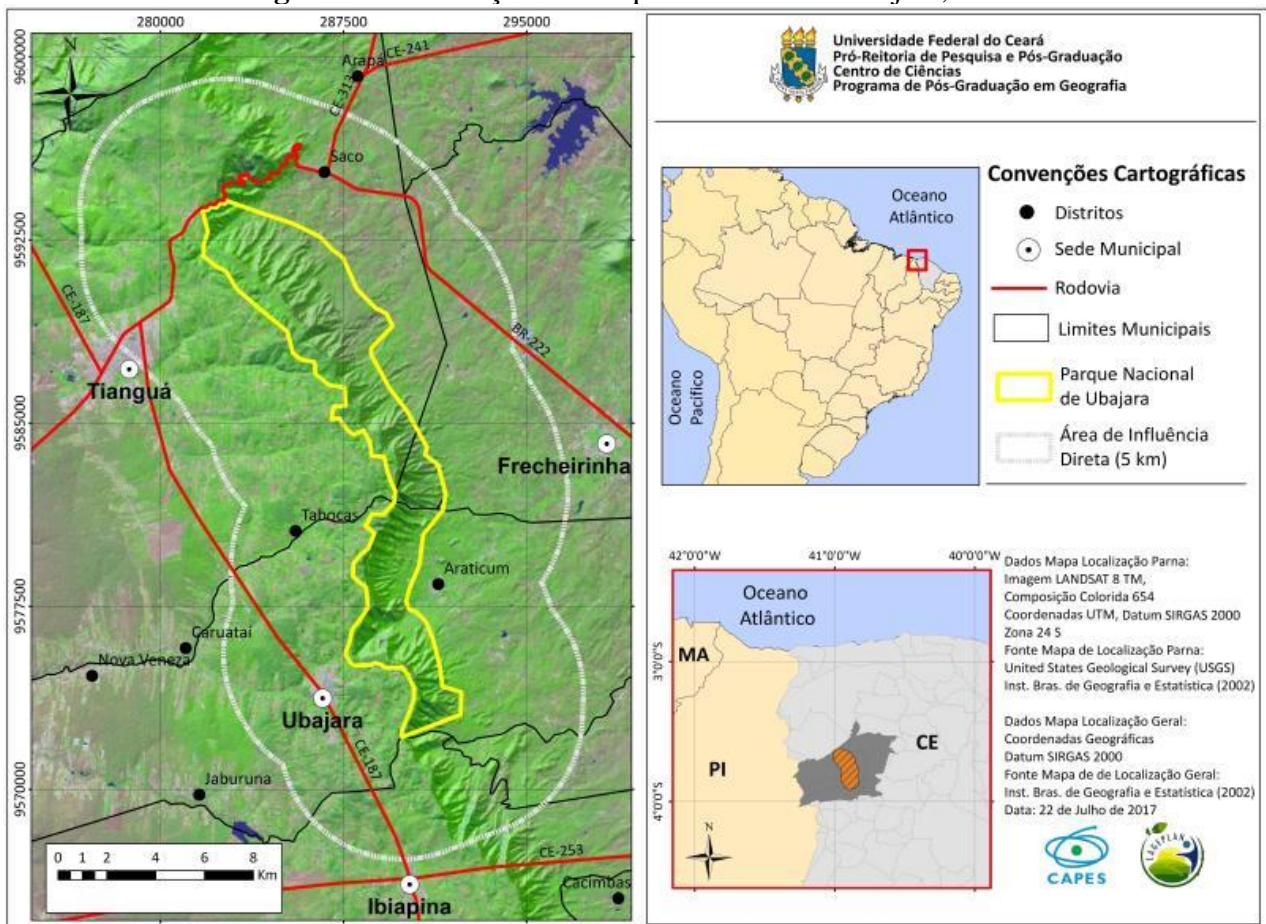 280000 287500 295000
9600000
9592500
9585000
9577500
9570000
N
Arapá
CE-241
CE-313
Saco
CE-187
BR-222
Tianguá
Frecheirinha
Tabocas
Araticum
Caruataí
Nova Veneza
Ubajara
CE-187
Jaburuna
CE-253
Cacimbas
Ibiapina
0 1 2 4 6 8
Km
Universidade Federal do Ceará
Pró-Reitoria de Pesquisa e Pós-Graduação
Centro de Ciências
Programa de Pós-Graduação em Geografia
Oceano
Atlântico
Oceano
Pacífico
Convenções Cartográficas
Distritos
Sede Municipal
Rodovia
Limites Municipais
Parque Nacional
de Ubajara
Área de Influência
Direta (5 km)
42°0'0"W 41°0'0"W 40°0'0"W
3°0'0"S
4°0'0"S
Oceano
Atlântico
MA
PI
CE
N
Dados Mapa Localização Parna:
Imagem LANDSAT 8 TM,
Composição Colorida 654
Coordenadas UTM, Datum SIRGAS 2000
Zona 24 S
Fonte Mapa de Localização Parna:
United States Geological Survey (USGS)
Inst. Bras. de Geografia e Estatística (2002)
Dados Mapa Localização Geral:
Coordenadas Geográficas
Datum SIRGAS 2000
Fonte Mapa de de Localização Geral:
Inst. Bras. de Geografia e Estatística (2002)
Data: 22 de Julho de 2017
CAPES